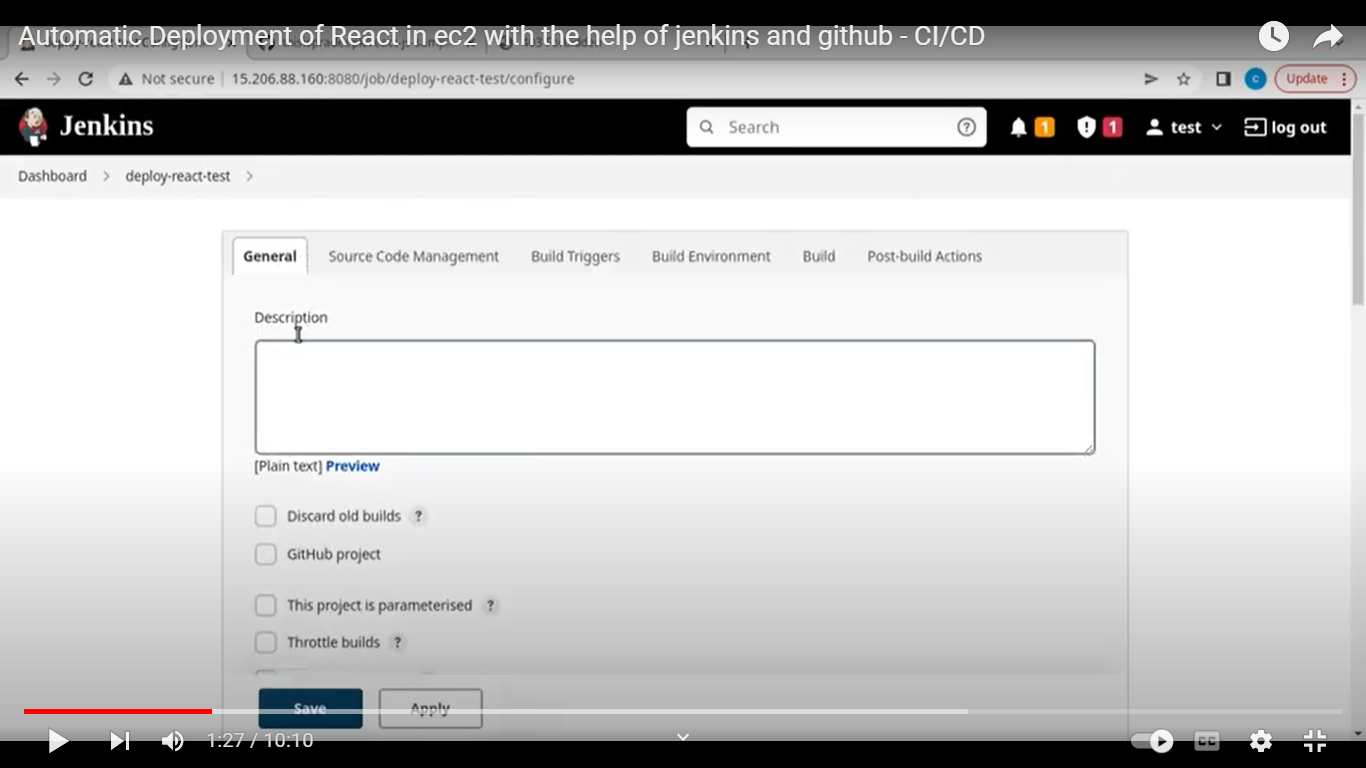 Automatic Deployment of React in ec2 with the help of jenkins and github - CI/CD
Not secure 15.206.88.160:8080/job/deploy-react-test/configure
Update
Jenkins
Search ?
1 1 test log out
Dashboard > deploy-react-test >
General Source Code Management Build Triggers Build Environment Build Post-build Actions
Description
[Plain text] Preview
Discard old builds ?
GitHub project
This project is parameterised ?
Throttle builds ?
Save Apply
1:27 / 10:10 CC